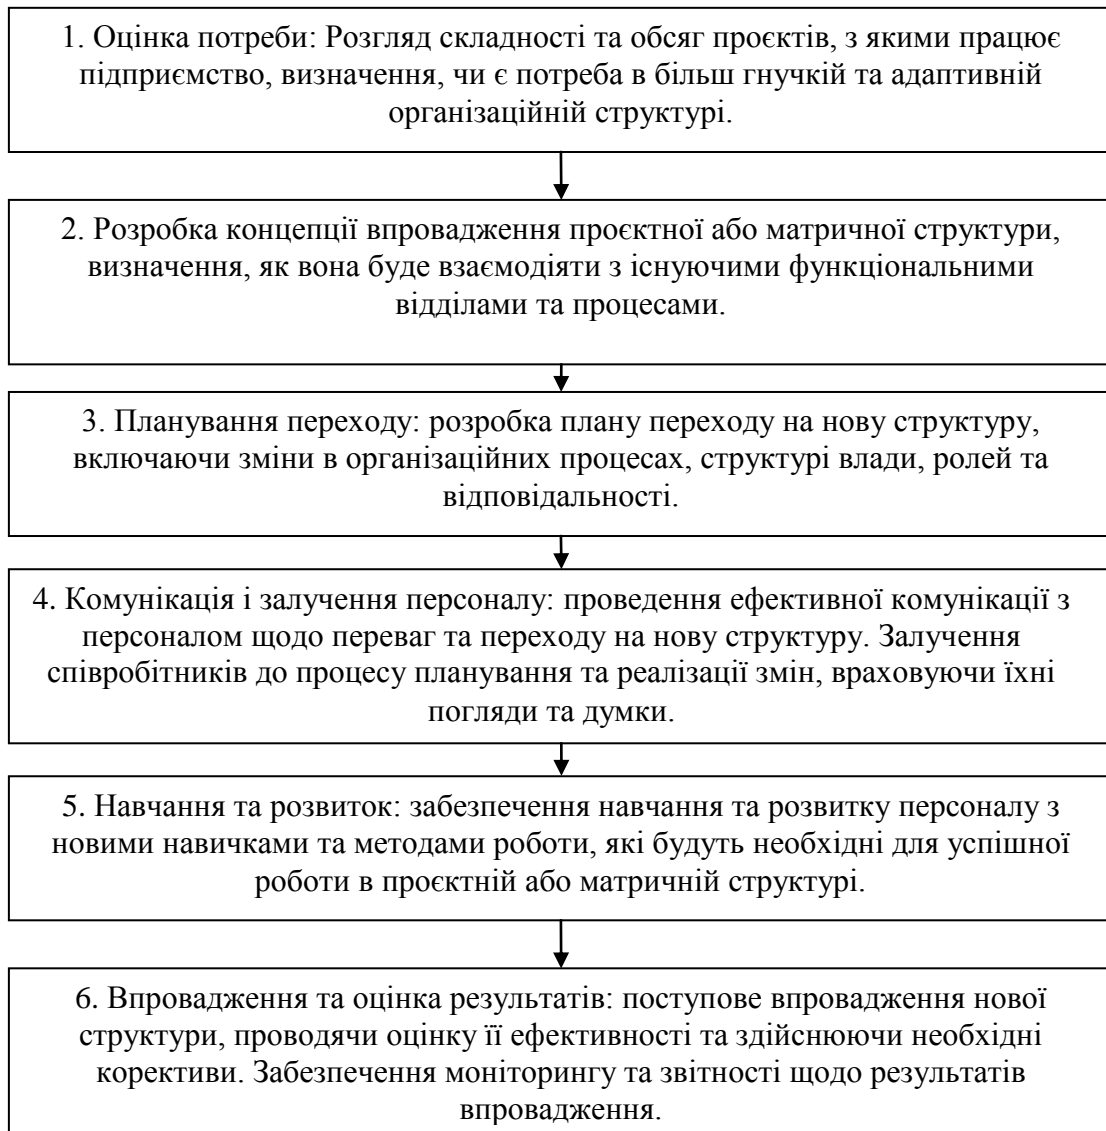 1. Оцінка потреби: Розгляд складності та обсяг проєктів, з якими працює
підприємство, визначення, чи є потреба в більш гнучкій та адаптивній
організаційній структурі.
2. Розробка концепції впровадження проєктної або матричної структури,
визначення, як вона буде взаємодіяти з існуючими функціональними
відділами та процесами.
3. Планування переходу: розробка плану переходу на нову структуру,
включаючи зміни в організаційних процесах, структурі влади, ролей та
відповідальності.
4. Комунікація і залучення персоналу: проведення ефективної комунікації з
персоналом щодо переваг та переходу на нову структуру. Залучення
співробітників до процесу планування та реалізації змін, враховуючи їхні
погляди та думки.
5. Навчання та розвиток: забезпечення навчання та розвитку персоналу з
новими навичками та методами роботи, які будуть необхідні для успішної
роботи в проєктній або матричній структурі.
6. Впровадження та оцінка результатів: поступове впровадження нової
структури, проводячи оцінку її ефективності та здійснюючи необхідні
корективи. Забезпечення моніторингу та звітності щодо результатів
впровадження.